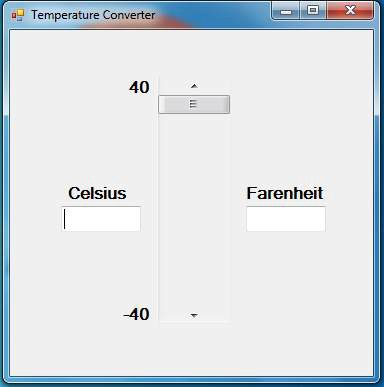 Temperature Converter
40
Celsius
Farenheit
-40